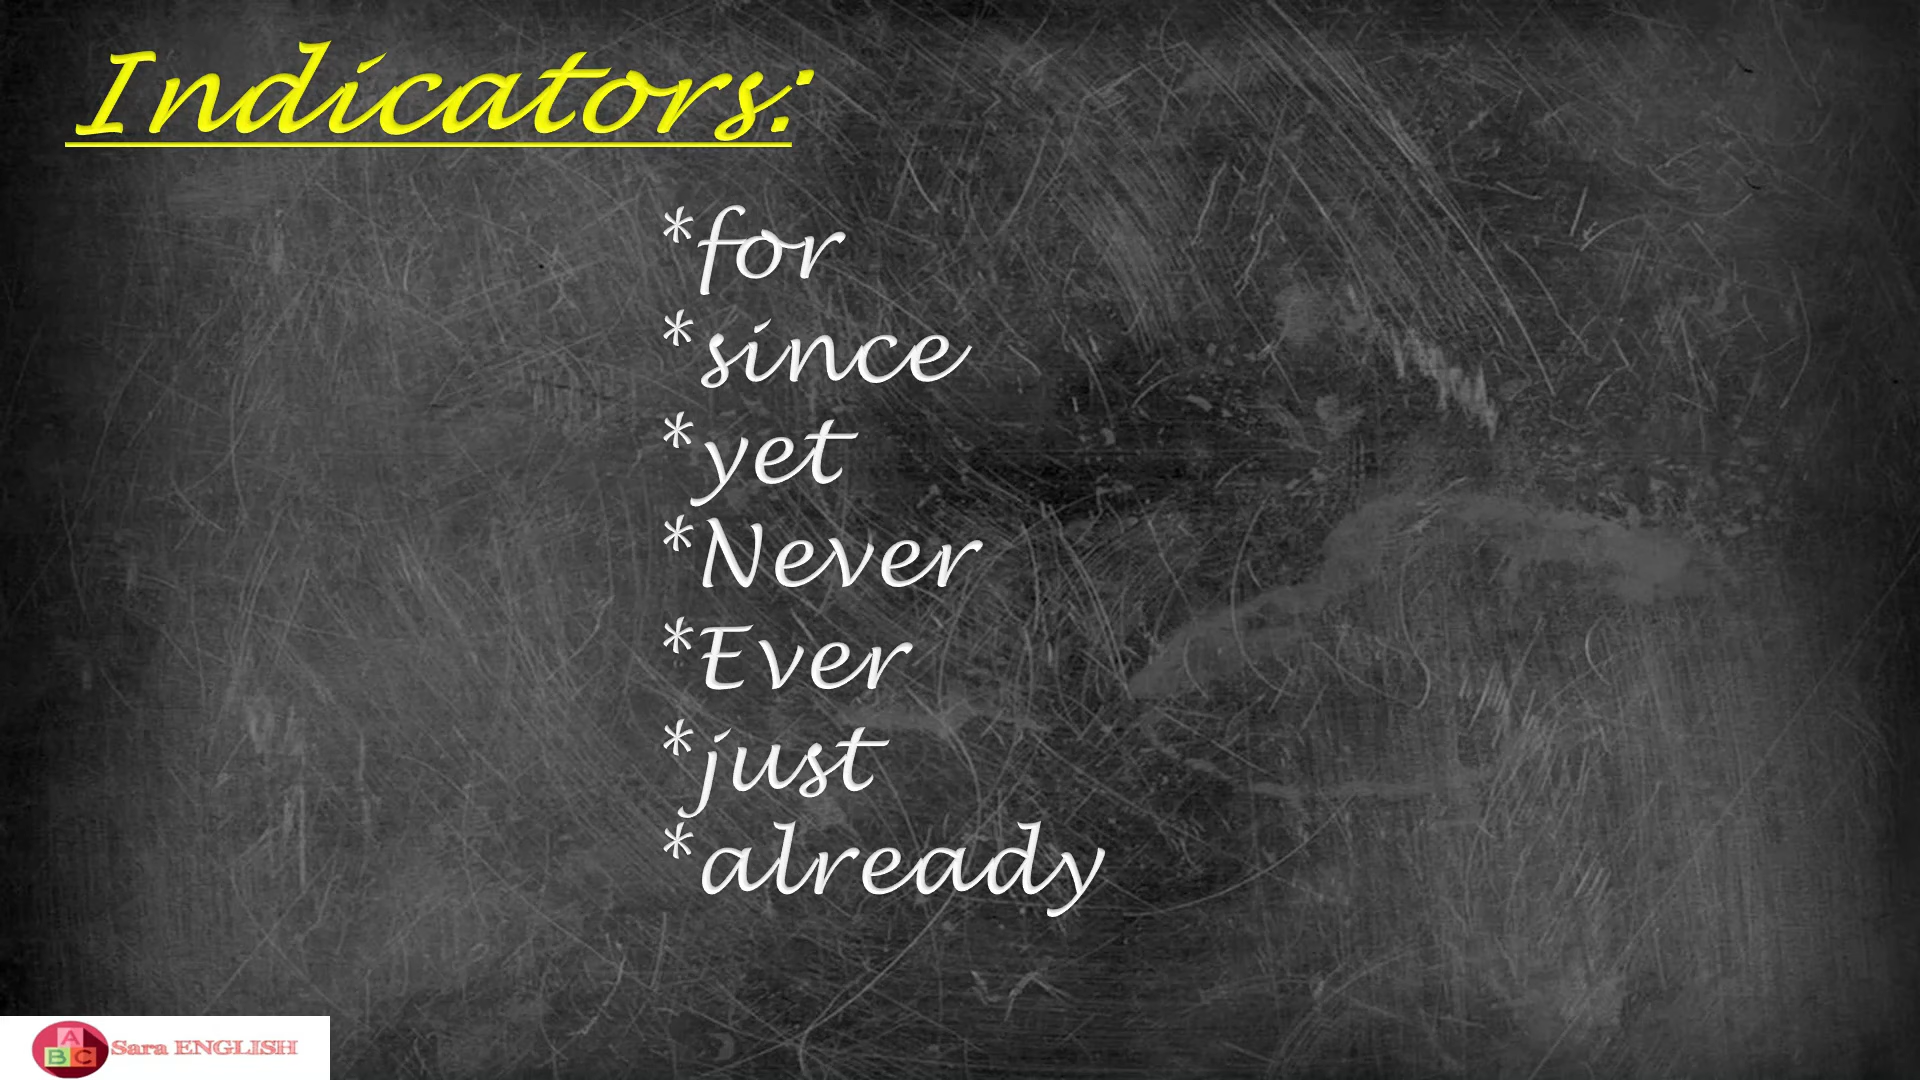 Indicators:
*for
*since
*yet
*Never
*Ever
*just
*already
A
B C
Sara ENGLISH